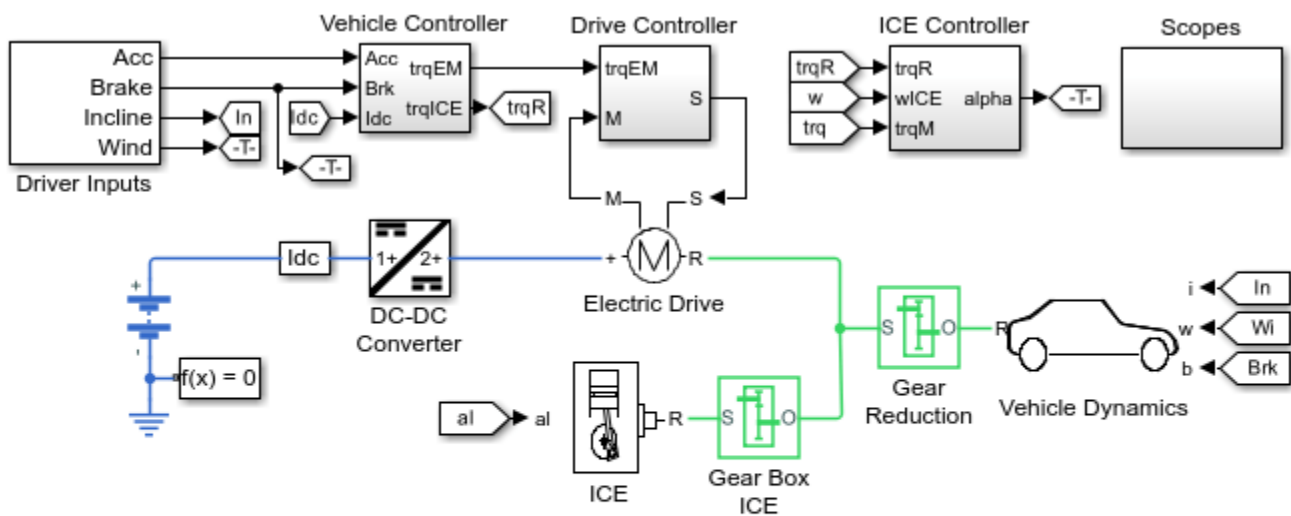 Vehicle Controller
Drive Controller
ICE Controller
Scopes
Acc
Brake
Incline
Wind
Driver Inputs
In
-T-
-T-
Idc
Acc
Brk
Idc
trqEM
trqICE
trqR
trqEM
M
S
trqR
w
trq
trqR
wICE
trqM
alpha
-T-
M
S
+
-
Idc
1+
2+
DC-DC
Converter
+
M
R
Electric Drive
f(x) = 0
al
al
R
ICE
S
O
Gear Box
ICE
S
O
Gear
Reduction
R
i
w
b
In
Wi
Brk
Vehicle Dynamics